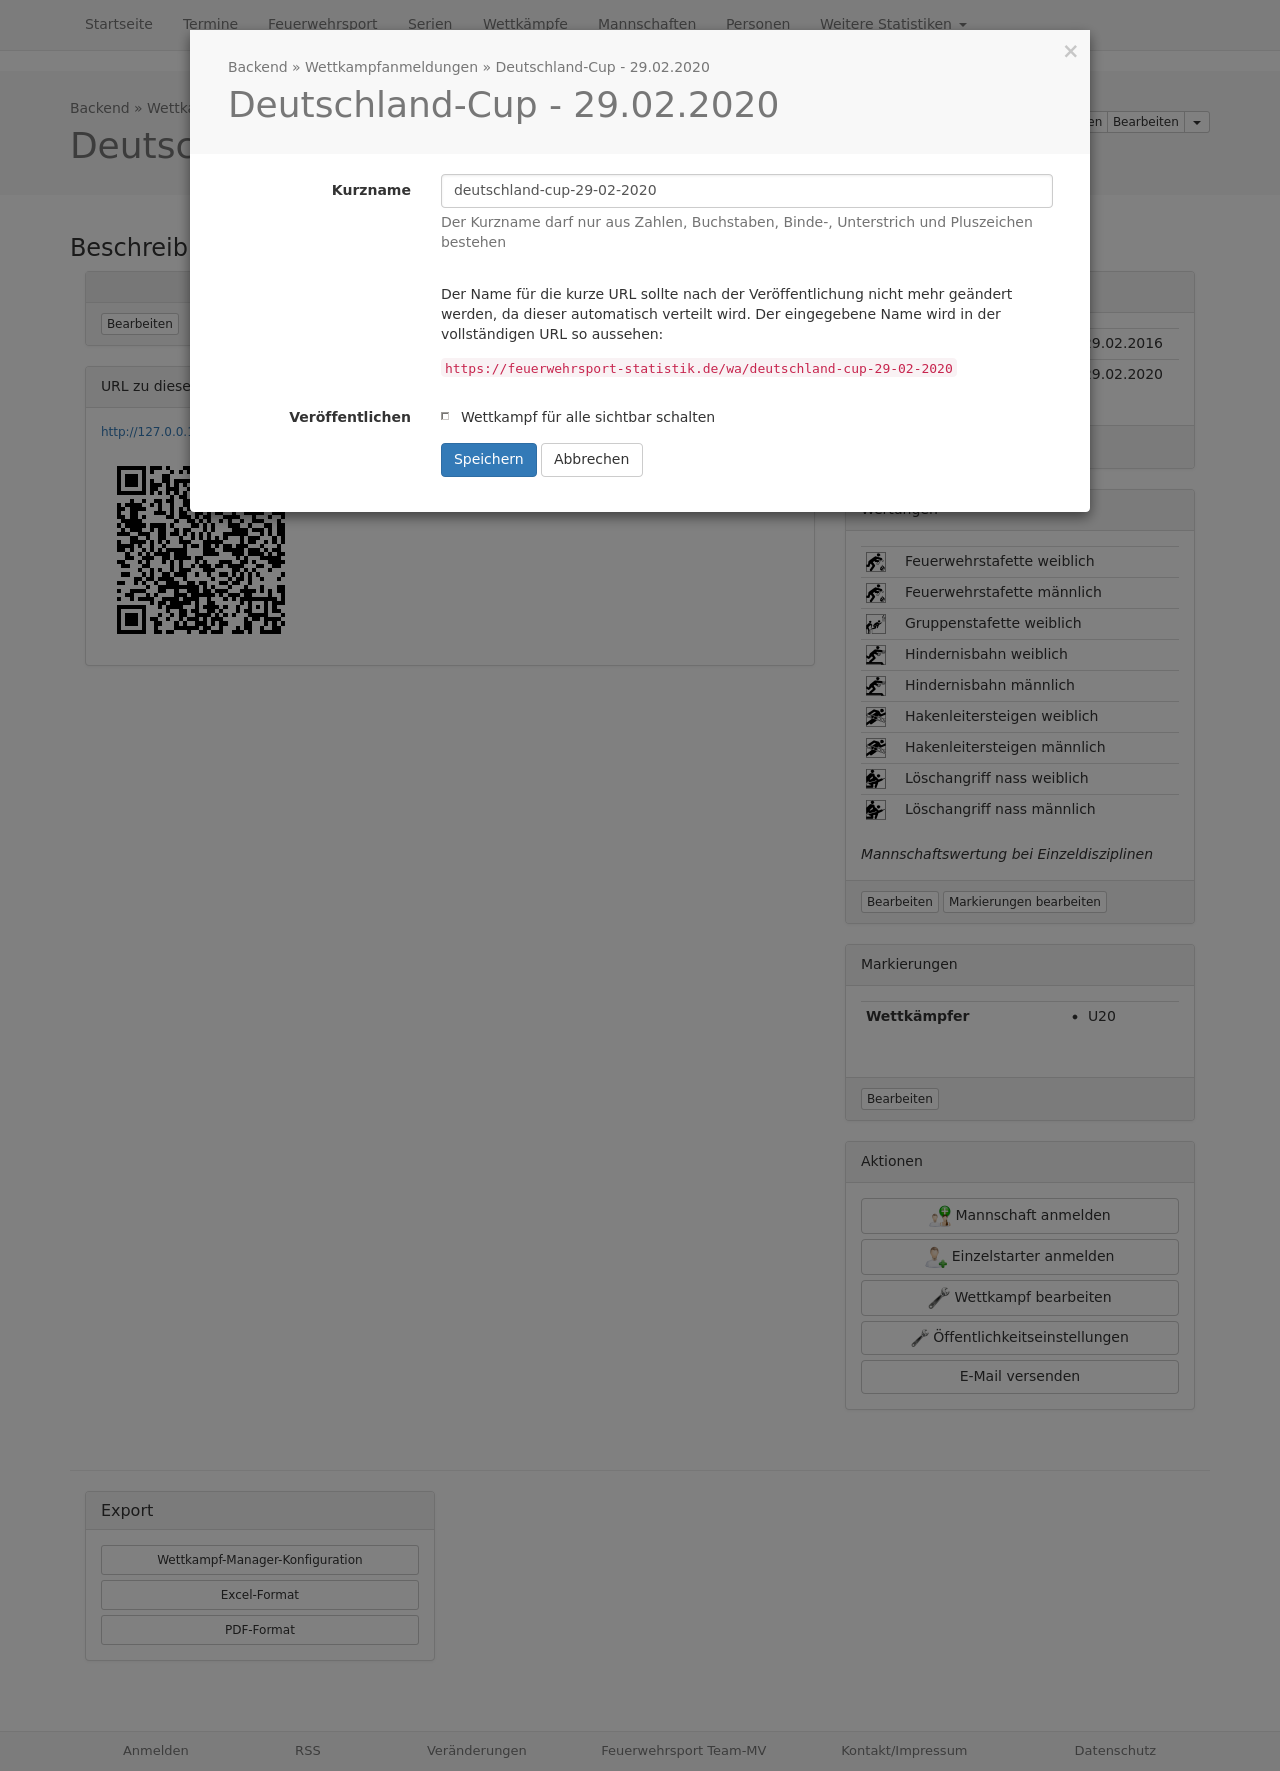 Startseite Termine Feuerwehrsport Serien Wettkämpfe Mannschaften Personen Weitere Statistiken
×
Backend » Wettkampfanmeldungen » Deutschland-Cup - 29.02.2020
Deutschland-Cup - 29.02.2020
Backend »
Bearbeiten
Kurzname
deutschland-cup-29-02-2020
Der Kurzname darf nur aus Zahlen, Buchstaben, Binde-, Unterstrich und Pluszeichen
bestehen
Der Name für die kurze URL sollte nach der Veröffentlichung nicht mehr geändert
werden, da dieser automatisch verteilt wird. Der eingegebene Name wird in der
vollständigen URL so aussehen:
https://feuerwehrsport-statistik.de/wa/deutschland-cup-29-02-2020
Veröffentlichen
Wettkampf für alle sichtbar schalten
Speichern Abbrechen
Bearbeiten
URL zu diese
http://127.0.0.1
29.02.2016
29.02.2020
Wertungen
Feuerwehrstafette weiblich
Feuerwehrstafette männlich
Gruppenstafette weiblich
Hindernisbahn weiblich
Hindernisbahn männlich
Hakenleitersteigen weiblich
Hakenleitersteigen männlich
Löschangriff nass weiblich
Löschangriff nass männlich
Mannschaftswertung bei Einzeldisziplinen
Bearbeiten Markierungen bearbeiten
Markierungen
Wettkämpfer • U20
Bearbeiten
Aktionen
Mannschaft anmelden
Einzelstarter anmelden
Wettkampf bearbeiten
Öffentlichkeitseinstellungen
E-Mail versenden
Export
Wettkampf-Manager-Konfiguration
Excel-Format
PDF-Format
Anmelden RSS Veränderungen Feuerwehrsport Team-MV Kontakt/Impressum Datenschutz